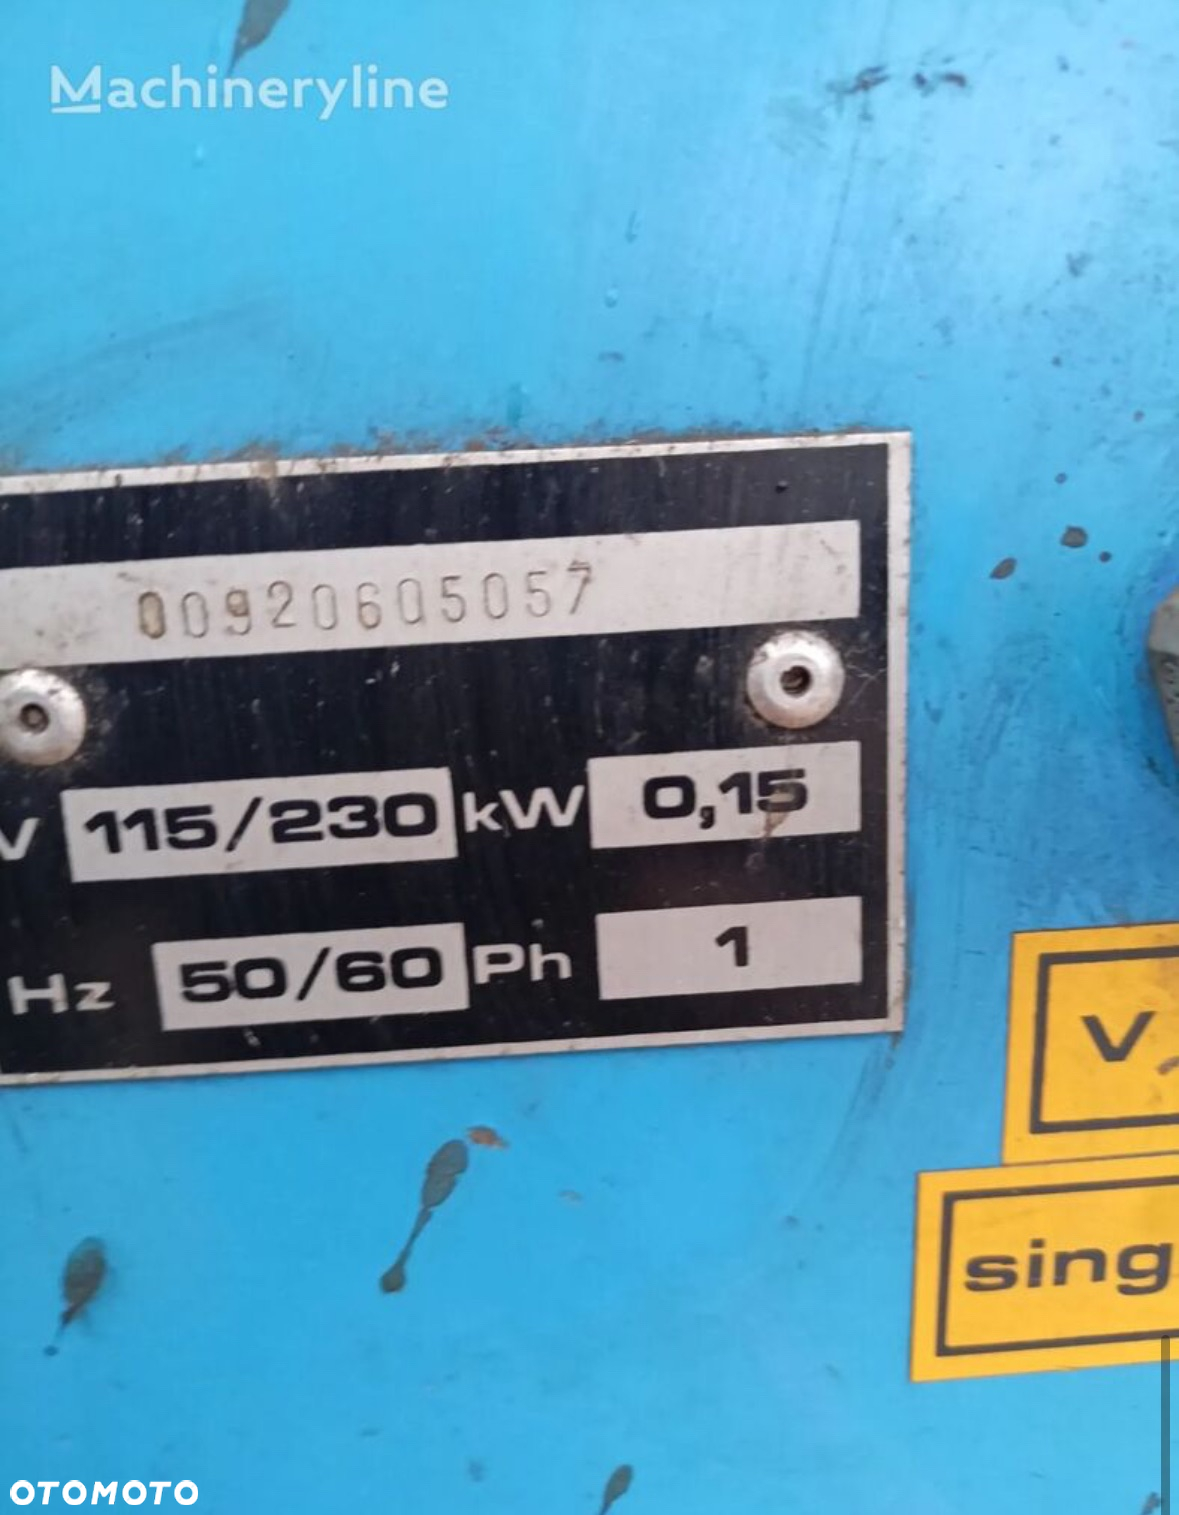 Machineryline
00920605057
V 115/230 kW 0,15
Hz 50/60 Ph 1
V
sing
OTOMOTO